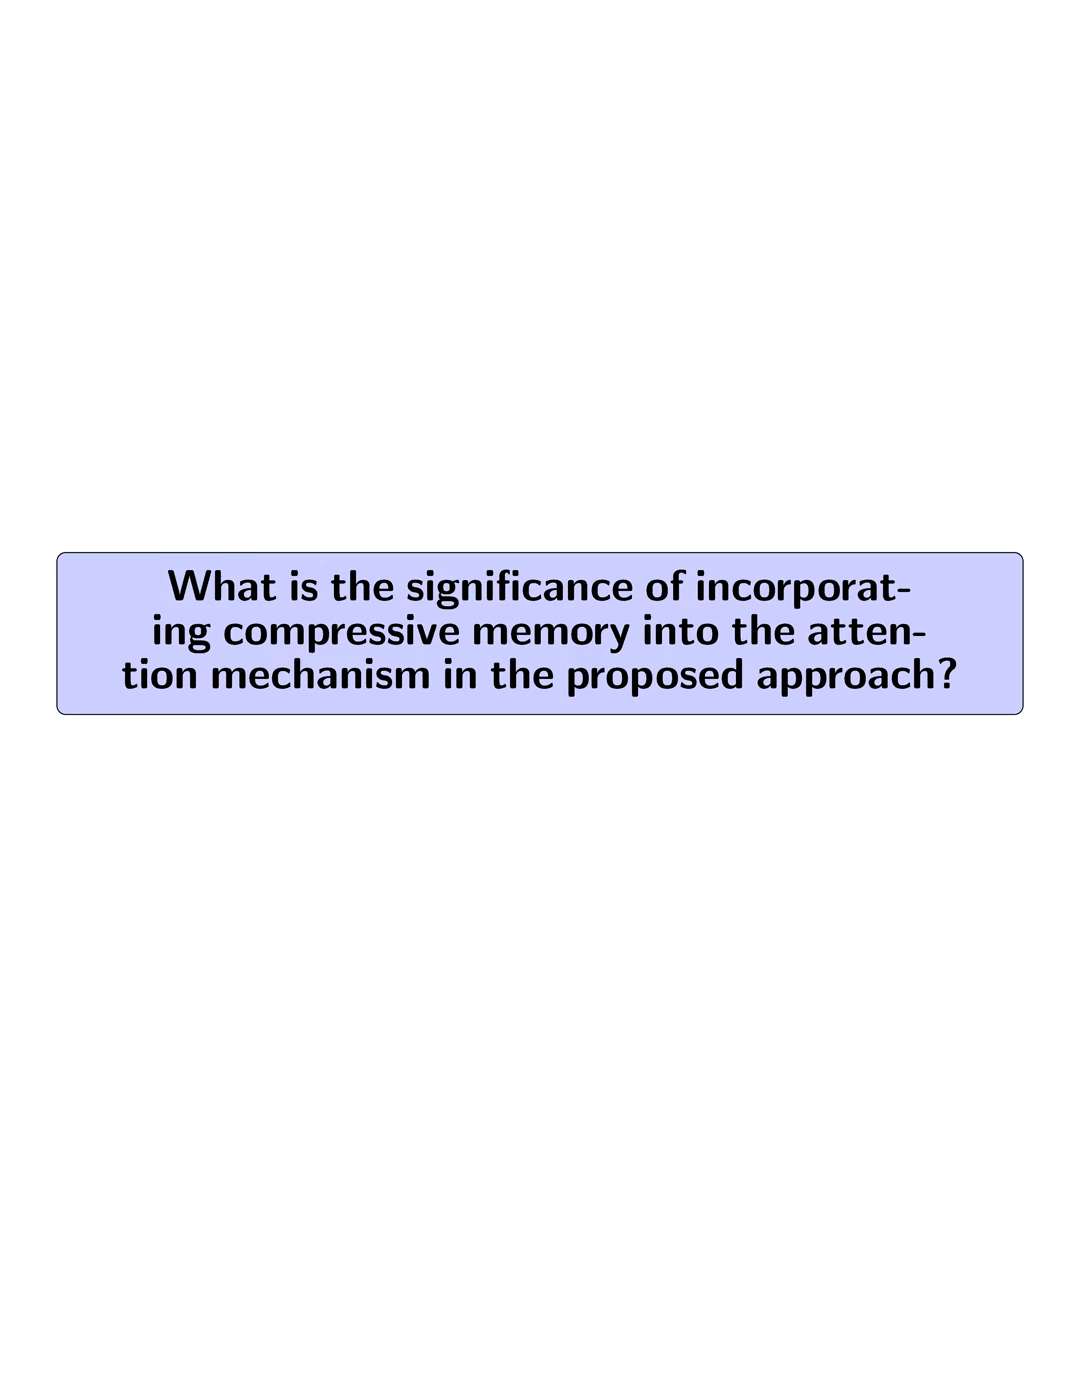 What is the significance of incorporat-
ing compressive memory into the atten-
tion mechanism in the proposed approach?